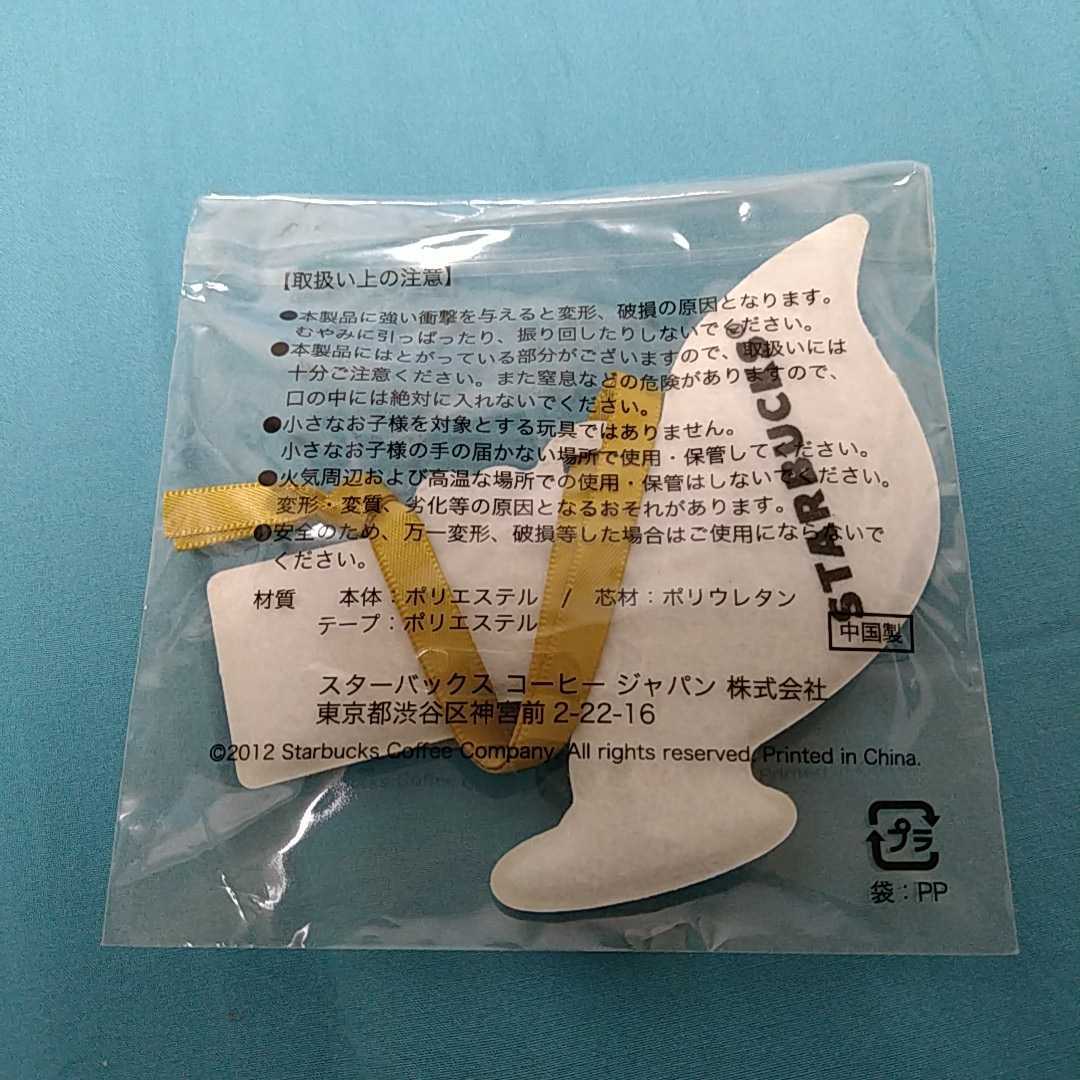 【取扱い上の注意】
●本製品に強い衝撃を与えると変形、破損の原因となります。
むやみに引っぱったり、振り回したりしないでください。
●本製品にはとがっている部分がございますので、取扱いには
十分ご注意ください。また窒息などの危険がありますので、
口の中には絶対に入れないでください。
●小さなお子様を対象とする玩具ではありません。
小さなお子様の手の届かない場所で使用・保管してください。
●火気周辺および高温な場所での使用・保管はしないでください。
変形・変質、劣化等の原因となるおそれがあります。
●安全のため、万一変形、破損等した場合はご使用にならないで
ください。
材質 本体：ポリエステル / 芯材：ポリウレタン
テープ：ポリエステル
中国製
スターバックス コーヒー ジャパン 株式会社
東京都渋谷区神宮前 2-22-16
©2012 Starbucks Coffee Company. All rights reserved. Printed in China.
プラ
袋：PP
STARBUCKS®